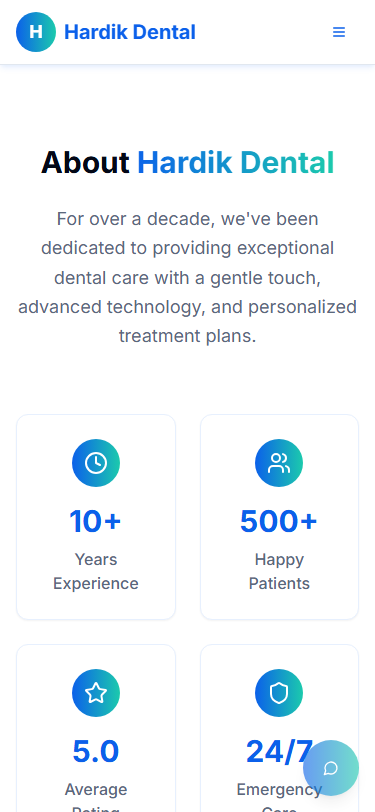 H Hardik Dental
About Hardik Dental
For over a decade, we've been
dedicated to providing exceptional
dental care with a gentle touch,
advanced technology, and personalized
treatment plans.
10+
Years
Experience
500+
Happy
Patients
5.0
Average
Rating
24/7
Emergency
Care